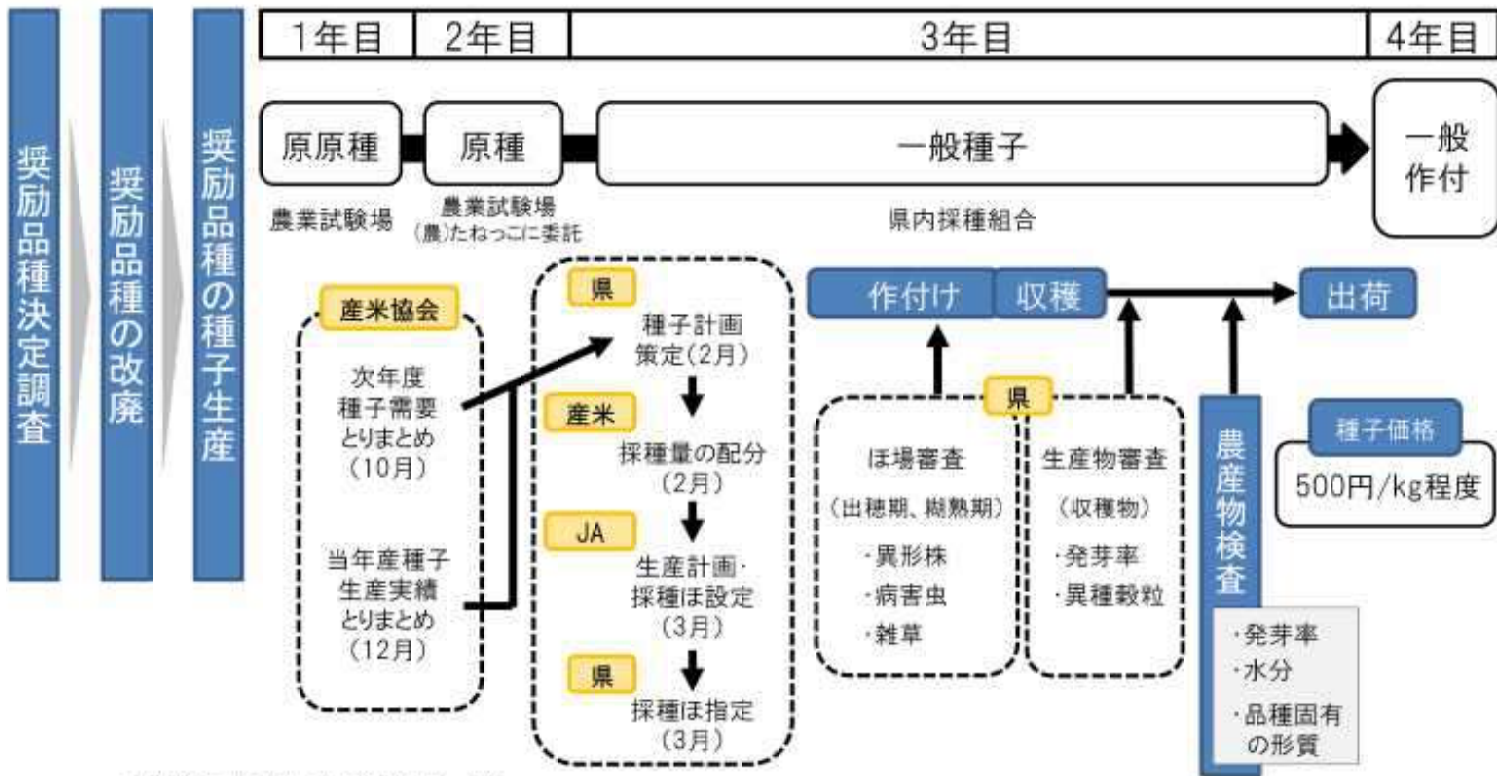 奨励品種決定調査
奨励品種の改廃
奨励品種の種子生産
1年目
2年目
3年目
4年目
原原種
原種
一般種子
一般
作付
農業試験場
農業試験場
(農)たねっこに委託
県内採種組合
産米協会
次年度
種子需要
とりまとめ
(10月)
当年産種子
生産実績
とりまとめ
(12月)
県
種子計画
策定(2月)
産米
採種量の配分
(2月)
JA
生産計画・
採種ほ設定
(3月)
県
採種ほ指定
(3月)
作付け
収穫
出荷
県
ほ場審査
(出穂期、糊熟期)
・異形株
・病害虫
・雑草
生産物審査
(収穫物)
・発芽率
・異種穀粒
農産物検査
・発芽率
・水分
・品種固有
の形質
種子価格
500円/kg程度